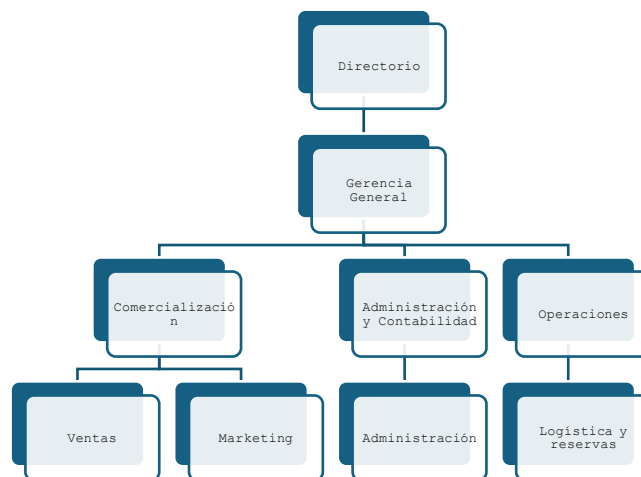 Directorio
Gerencia
General
Comercializació
n
Administración
y Contabilidad
Operaciones
Ventas
Marketing
Administración
Logística y
reservas